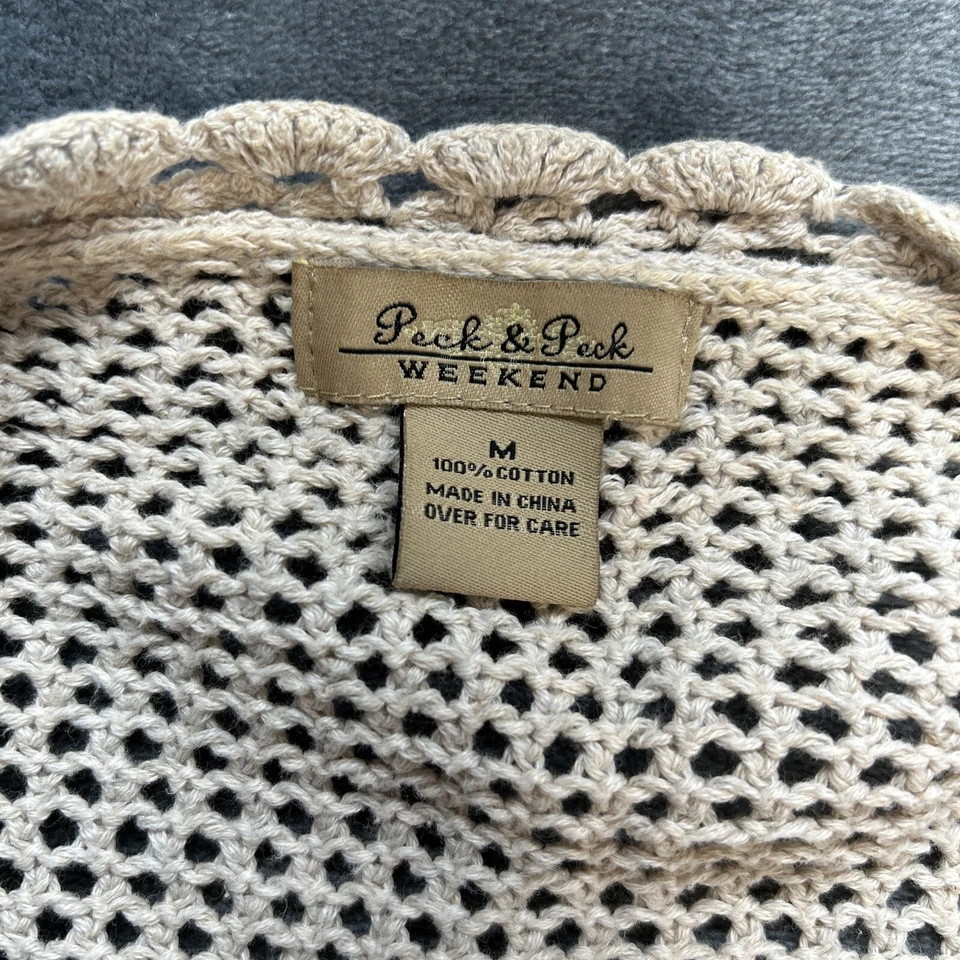 Peck & Peck
WEEKEND
M
100% COTTON
MADE IN CHINA
OVER FOR CARE